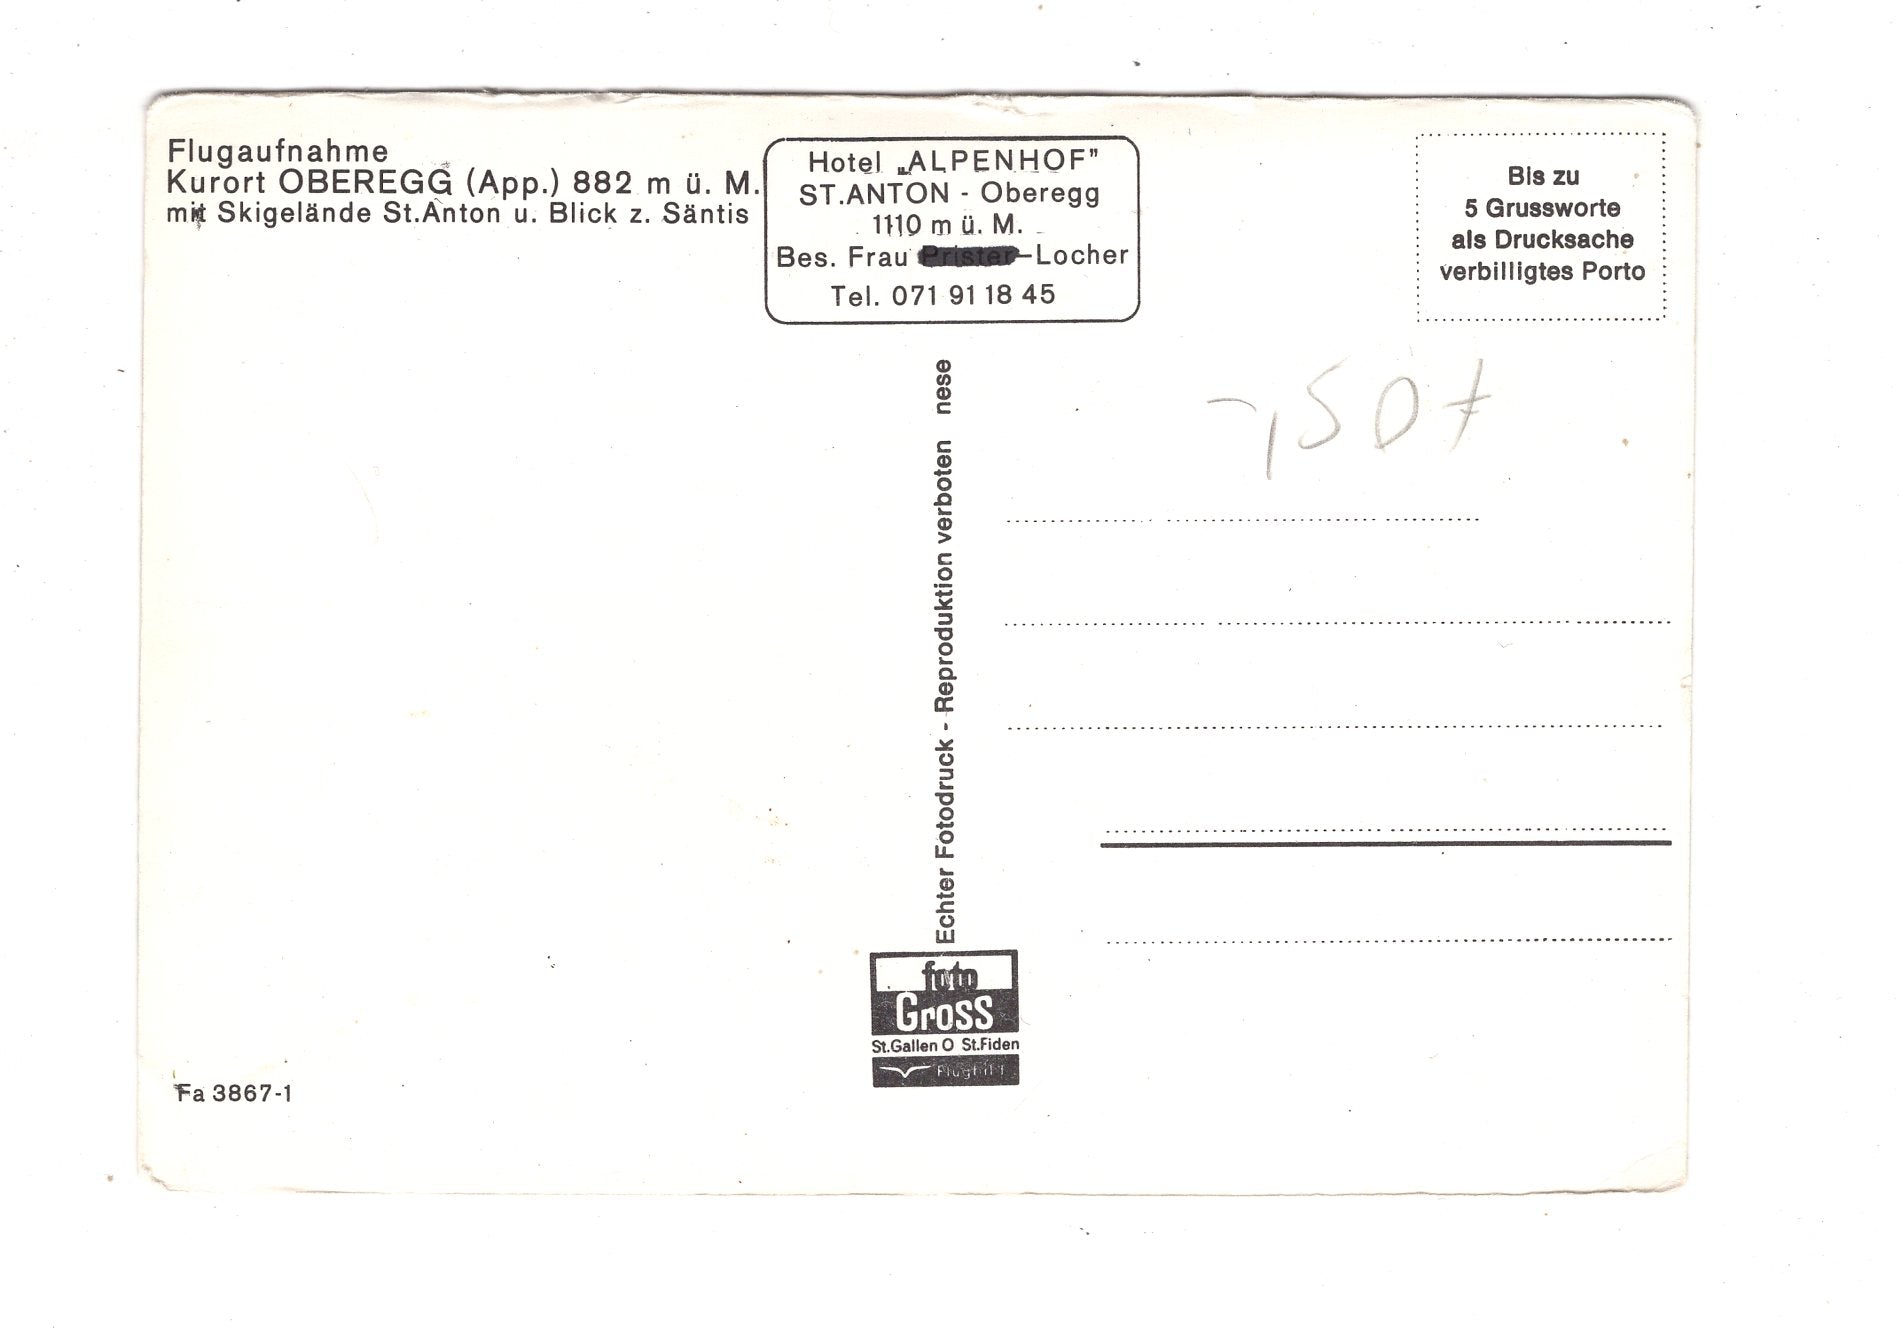 Flugaufnahme
Kurort OBEREGG (App.) 882 m ü. M.
mit Skigelände St.Anton u. Blick z. Säntis
Hotel „ALPENHOF”
ST.ANTON - Oberegg
1110 m ü. M.
Bes. Frau -Locher
Tel. 071 91 18 45
Bis zu
5 Grussworte
als Drucksache
verbilligtes Porto
-,50
Echter Fotodruck - Reproduktion verboten nese
foto
Gross
St.Gallen O St.Fiden
Flugbild
Fa 3867-1